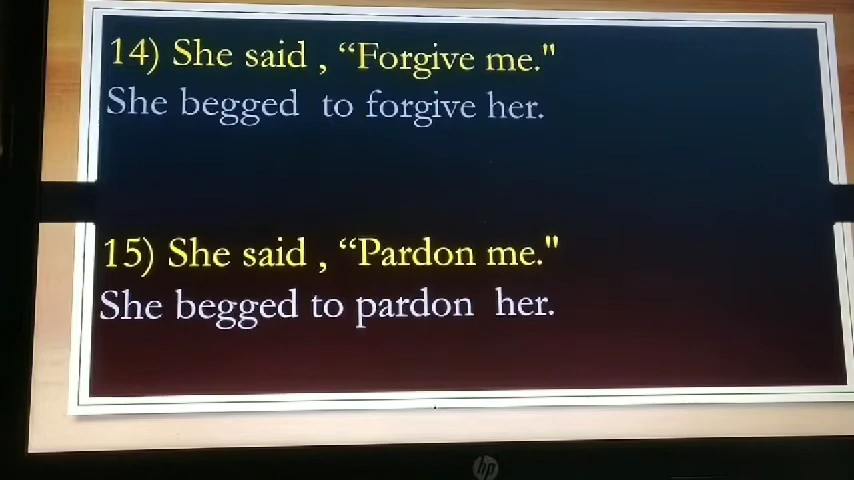 14) She said , “Forgive me."
She begged to forgive her.
15) She said , “Pardon me."
She begged to pardon her.
hp